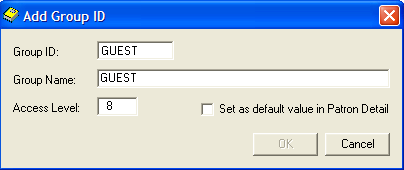 Add Group ID
Group ID: GUEST
Group Name: GUEST
Access Level: 8 Set as default value in Patron Detail
OK Cancel